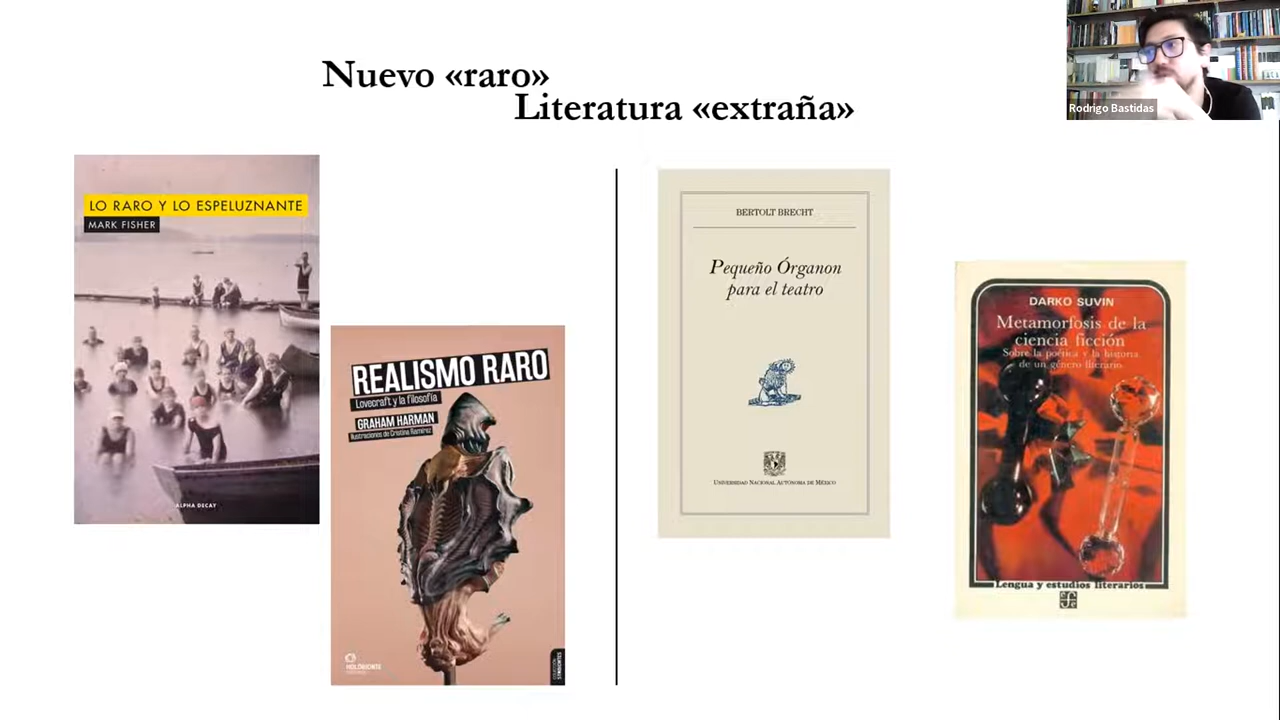 Nuevo «raro»
Literatura «extraña»
Rodrigo Bastidas
LO RARO Y LO ESPELUZNANTE
MARK FISHER
ALPHA DECAY
REALISMO RARO
Lovecraft y la filosofía
GRAHAM HARMAN
Ilustraciones de Cristina Ramírez
HOLOBIONTE
BERTOLT BRECHT
Pequeño Órganon
para el teatro
UNIVERSIDAD NACIONAL AUTÓNOMA DE MÉXICO
DARKO SUVIN
Metamorfosis de la
ciencia ficción
Sobre la poética y la historia
de un género literario
Lengua y estudios literarios